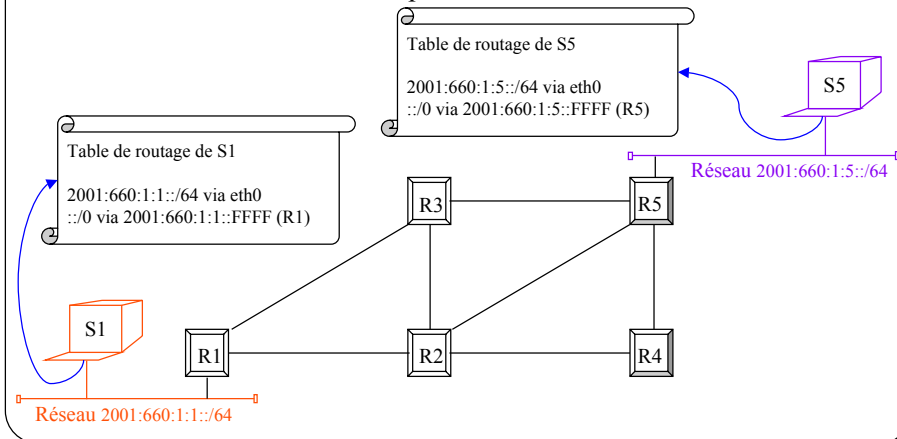 Table de routage de S5
2001:660:1:5::/64 via eth0
::/0 via 2001:660:1:5::FFFF (R5)
S5
Réseau 2001:660:1:5::/64
Table de routage de S1
2001:660:1:1::/64 via eth0
::/0 via 2001:660:1:1::FFFF (R1)
R3
R5
S1
R1
R2
R4
Réseau 2001:660:1:1::/64